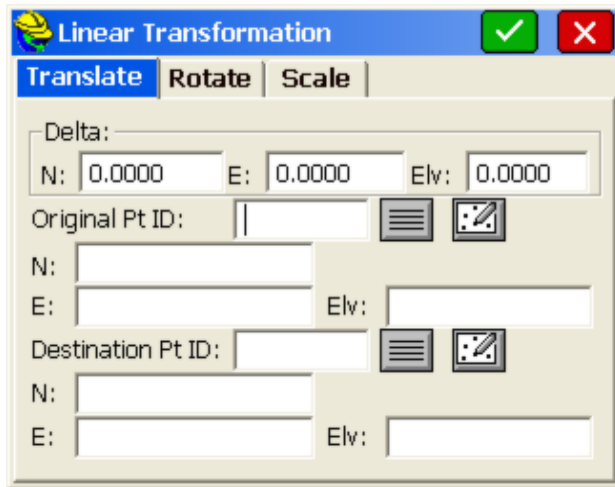 Linear Transformation
Translate Rotate Scale
Delta:
N: 0.0000 E: 0.0000 Elv: 0.0000
Original Pt ID:
N:
E: Elv:
Destination Pt ID:
N:
E: Elv: